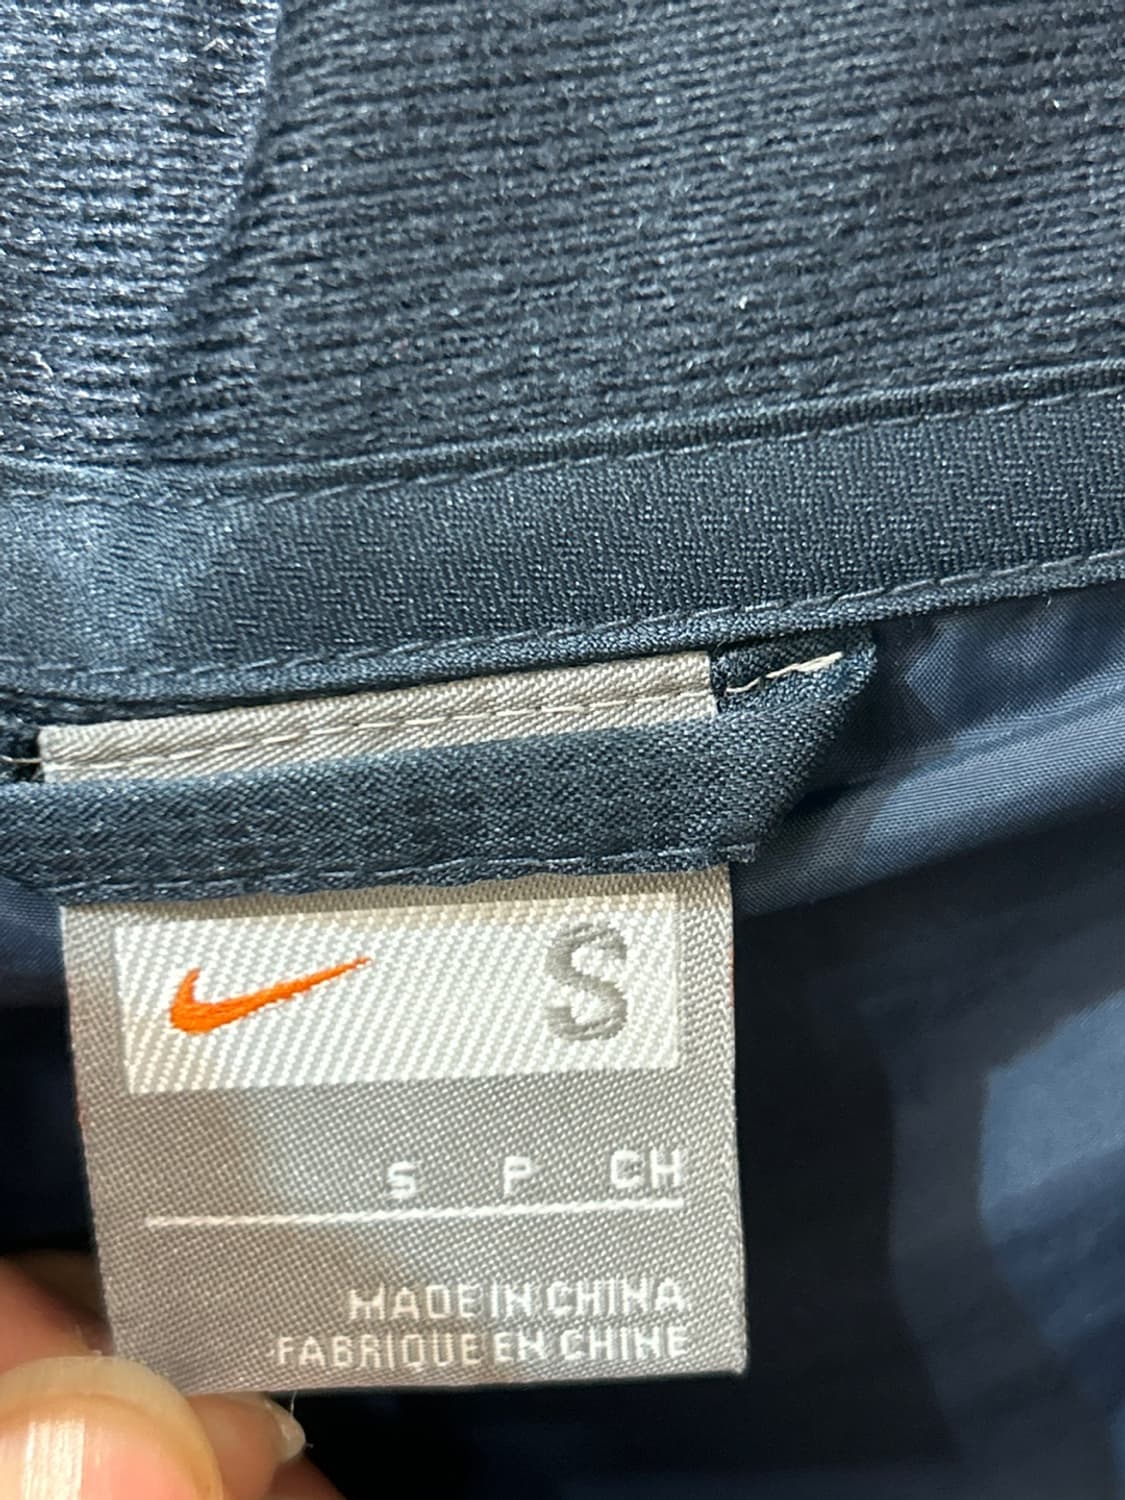 S
S P CH
MADE IN CHINA
FABRIQUE EN CHINE